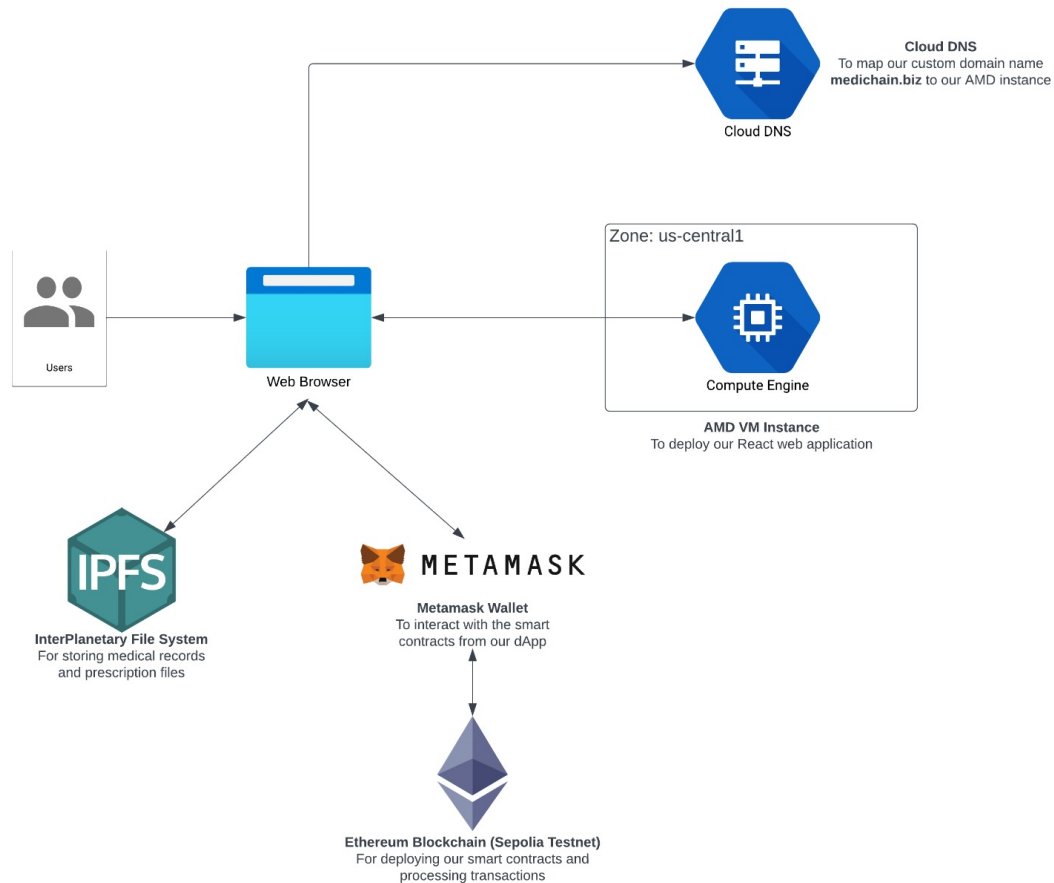 Cloud DNS
To map our custom domain name
medichain.biz to our AMD instance
Cloud DNS
Zone: us-central1
Users
Web Browser
Compute Engine
AMD VM Instance
To deploy our React web application
IPFS
METAMASK
InterPlanetary File System
For storing medical records
and prescription files
Metamask Wallet
To interact with the smart
contracts from our dApp
Ethereum Blockchain (Sepolia Testnet)
For deploying our smart contracts and
processing transactions